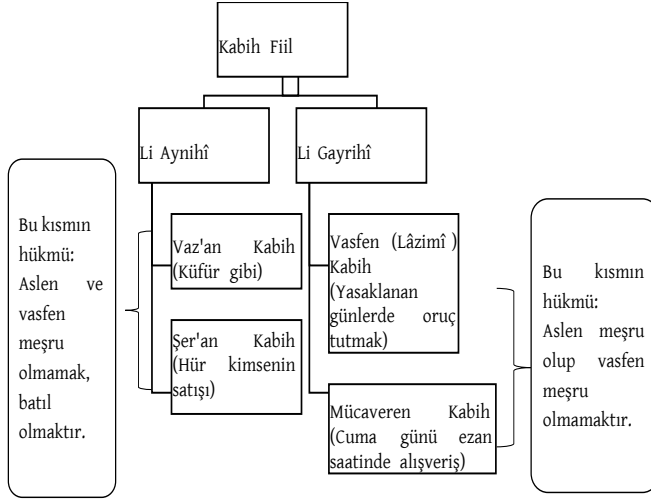 Kabih Fiil
Li Aynihî
Li Gayrihî
Bu kısmın
hükmü:
Aslen ve
vasfen
meşru
olmamak,
batıl
olmaktır.
Vaz'an Kabih
(Küfür gibi)
Şer'an Kabih
(Hür kimsenin
satışı)
Vasfen (Lâzimî )
Kabih
(Yasaklanan
günlerde oruç
tutmak)
Mücaveren Kabih
(Cuma günü ezan
saatinde alışveriş)
Bu kısmın
hükmü:
Aslen meşru
olup vasfen
meşru
olmamaktır.